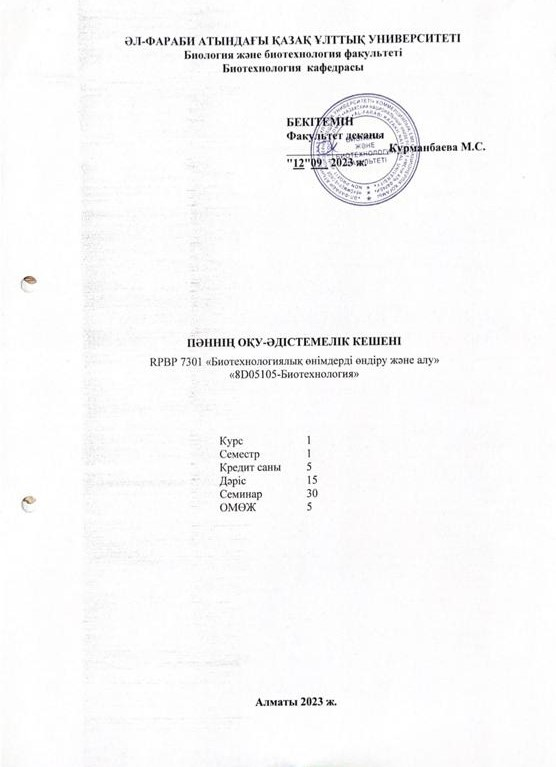 ӘЛ-ФАРАБИ АТЫНДАҒЫ ҚАЗАҚ ҰЛТТЫҚ УНИВЕРСИТЕТІ
Биология және биотехнология факультеті
Биотехнология кафедрасы
БЕКІТЕМІН
Факультет деканы
Курманбаева М.С.
"12"09 2023 ж.
ЖӘНЕ
БИОТЕХНОЛОГИЯ
ПӘННІҢ ОҚУ-ӘДІСТЕМЕЛІК КЕШЕНІ
RPBP 7301 «Биотехнологиялық өнімдерді өндіру және алу»
«8D05105-Биотехнология»
Курс 1
Семестр 1
Кредит саны 5
Дәріс 15
Семинар 30
ОМӨЖ 5
Алматы 2023 ж.